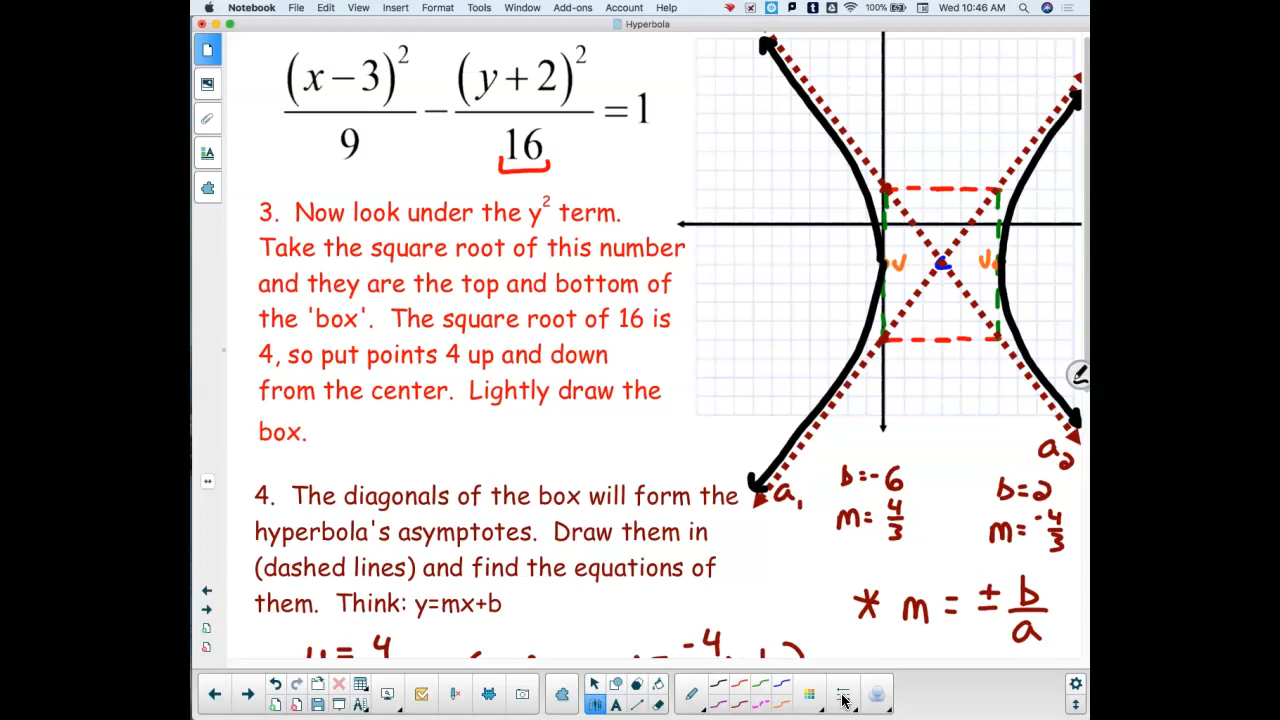 Notebook File Edit View Insert Format Tools Window Add-ons Account Help 100% Wed 10:46 AM
Hyperbola
(x−3)²/9 − (y+2)²/16 = 1
3. Now look under the y² term.
Take the square root of this number
and they are the top and bottom of
the 'box'. The square root of 16 is
4, so put points 4 up and down
from the center. Lightly draw the
box.
v c v
a₂
a₁
b=-6
m= 4/3
b=2
m= -4/3
4. The diagonals of the box will form the
hyperbola's asymptotes. Draw them in
(dashed lines) and find the equations of
them. Think: y=mx+b
* m = ± b/a